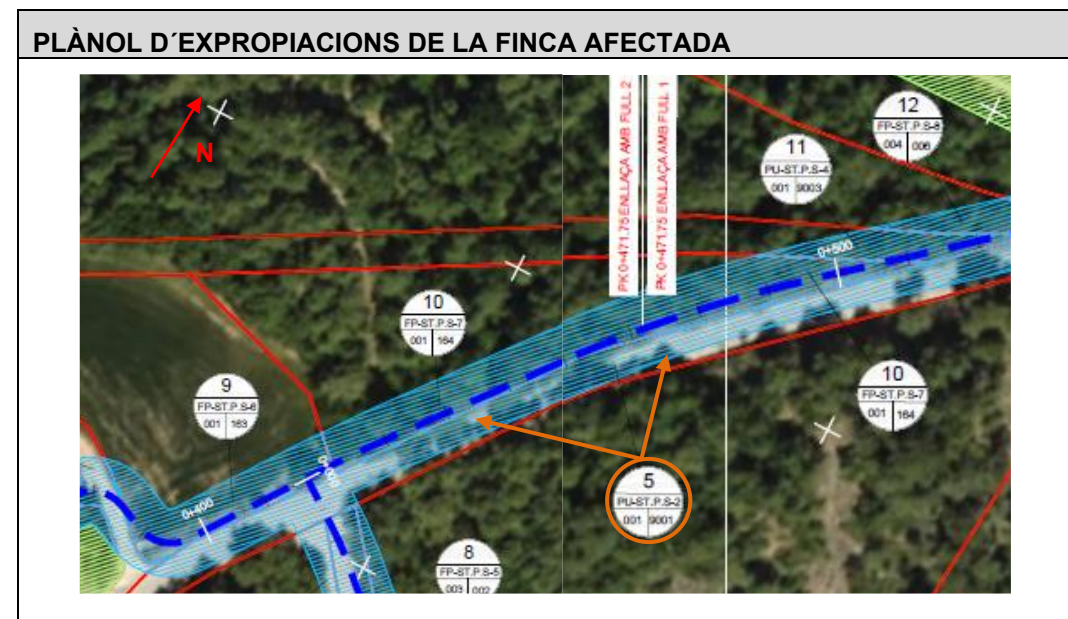 PLÀNOL D´EXPROPIACIONS DE LA FINCA AFECTADA
N
PK 0+471.75 ENLLAÇA AMB FULL 2
PK 0+471.75 ENLLAÇA AMB FULL 1
12
FP-ST.P.S-8
004 006
11
PU-ST.P.S-4
001 9003
0+500
10
FP-ST.P.S-7
001 164
9
FP-ST.P.S-6
001 163
10
FP-ST.P.S-7
001 164
0+000
0+400
5
PU-ST.P.S-2
001 9001
8
FP-ST.P.S-5
003 002